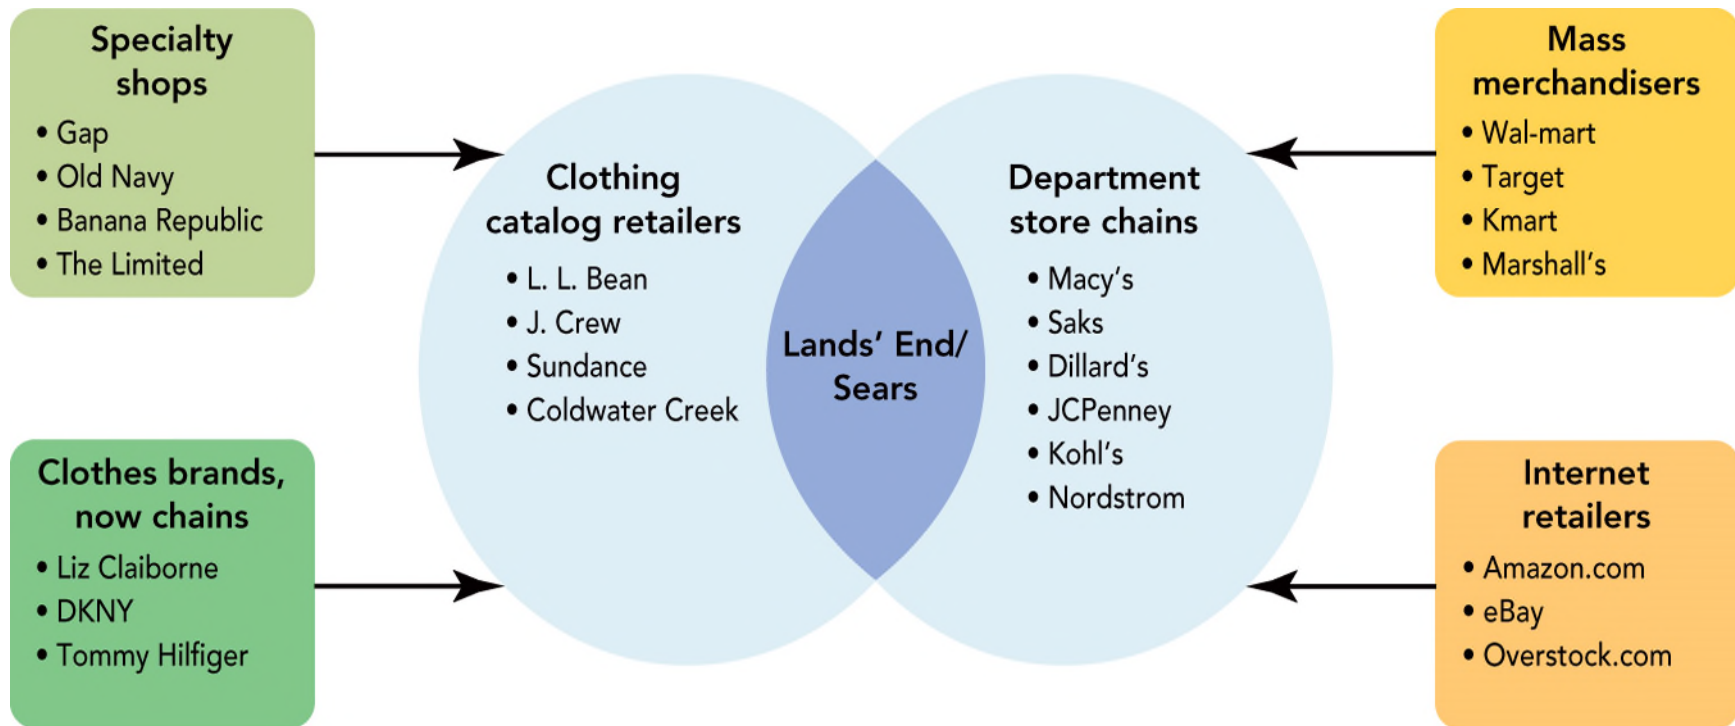 Specialty
shops
• Gap
• Old Navy
• Banana Republic
• The Limited
Clothes brands,
now chains
• Liz Claiborne
• DKNY
• Tommy Hilfiger
Clothing
catalog retailers
• L. L. Bean
• J. Crew
• Sundance
• Coldwater Creek
Lands' End/
Sears
Department
store chains
• Macy's
• Saks
• Dillard's
• JCPenney
• Kohl's
• Nordstrom
Mass
merchandisers
• Wal-mart
• Target
• Kmart
• Marshall's
Internet
retailers
• Amazon.com
• eBay
• Overstock.com